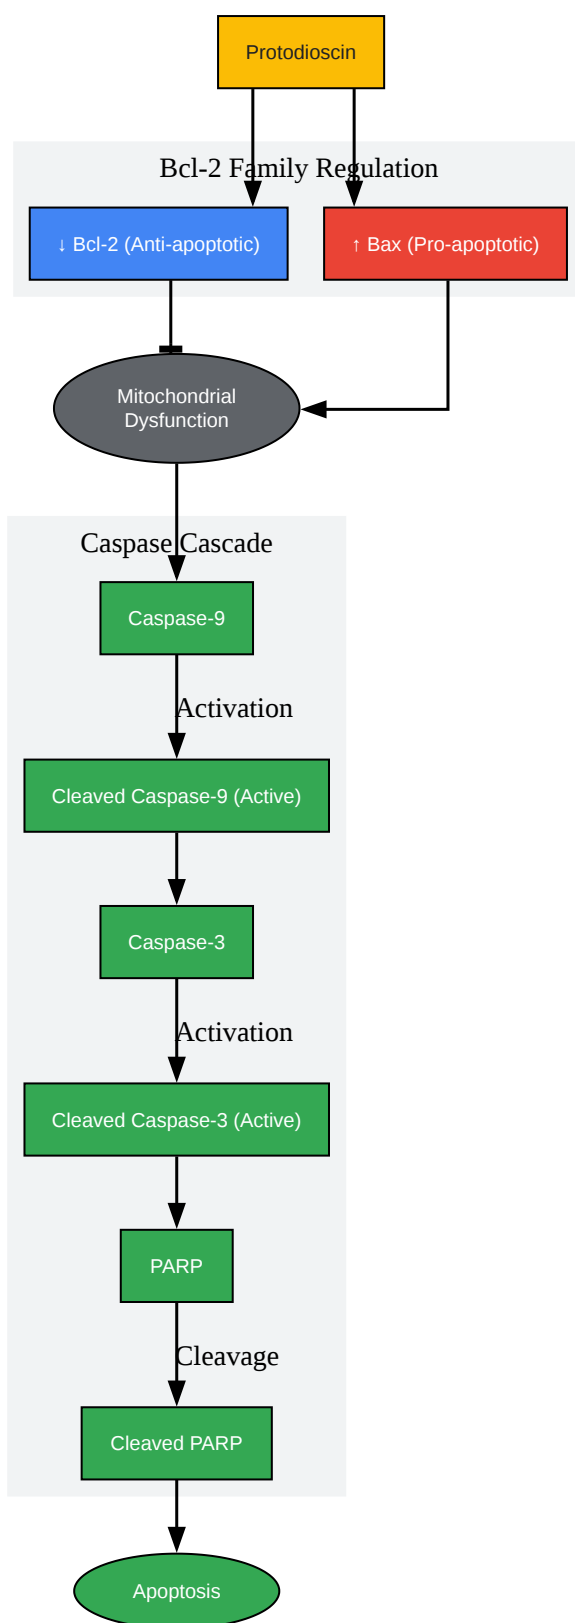 Protodioscin
Bcl-2 Family Regulation
↓ Bcl-2 (Anti-apoptotic)
↑ Bax (Pro-apoptotic)
Mitochondrial
Dysfunction
Caspase Cascade
Caspase-9
Activation
Cleaved Caspase-9 (Active)
Caspase-3
Activation
Cleaved Caspase-3 (Active)
PARP
Cleavage
Cleaved PARP
Apoptosis